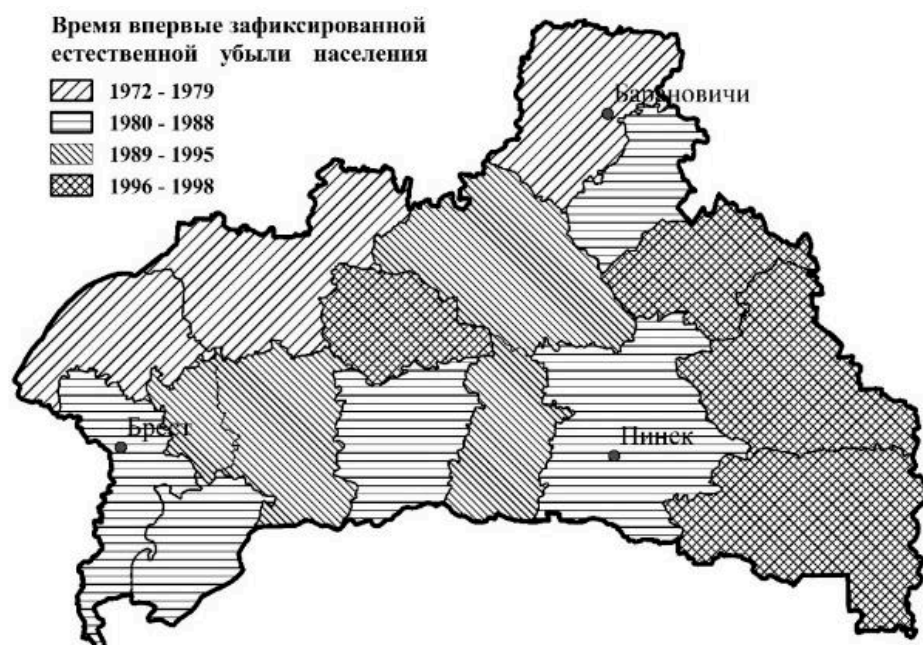 Время впервые зафиксированной
естественной убыли населения
1972 - 1979
1980 - 1988
1989 - 1995
1996 - 1998
Барановичи
Брест
Пинск